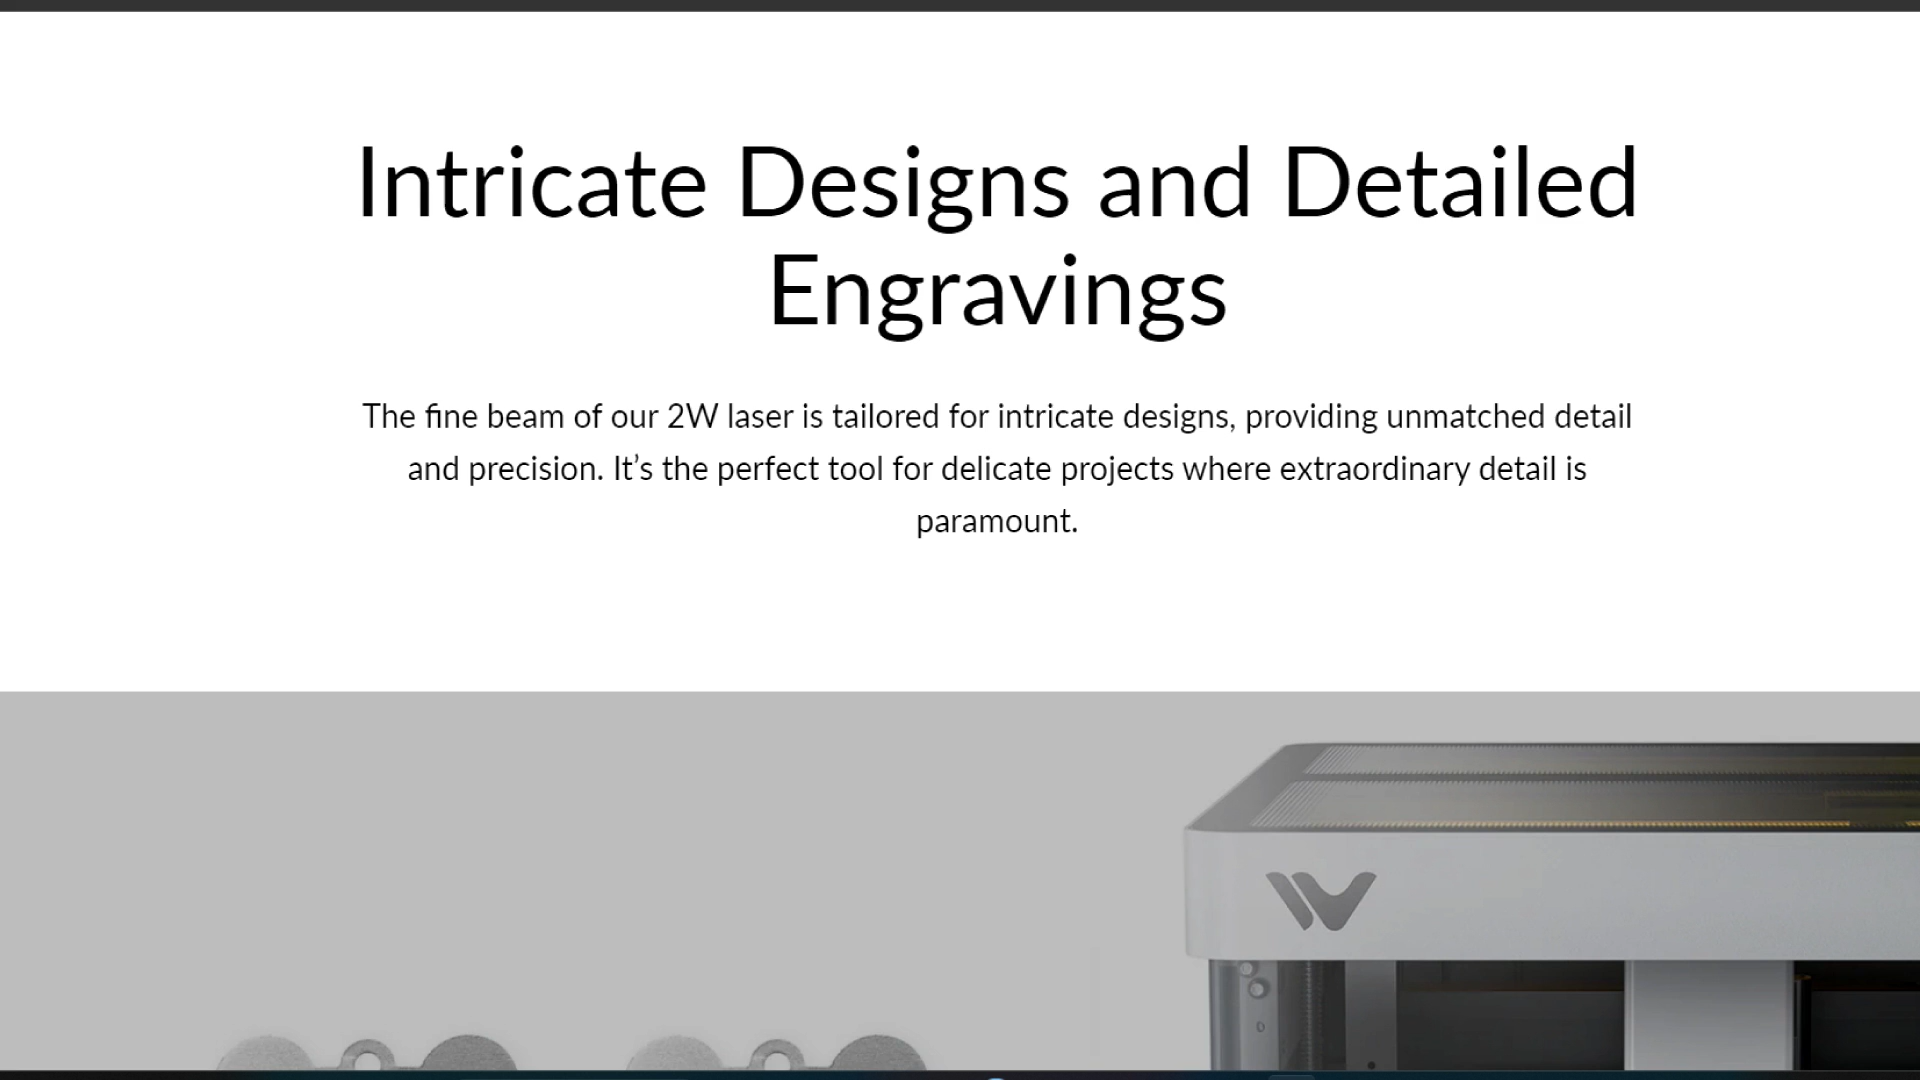 Intricate Designs and Detailed
Engravings
The fine beam of our 2W laser is tailored for intricate designs, providing unmatched detail
and precision. It’s the perfect tool for delicate projects where extraordinary detail is
paramount.